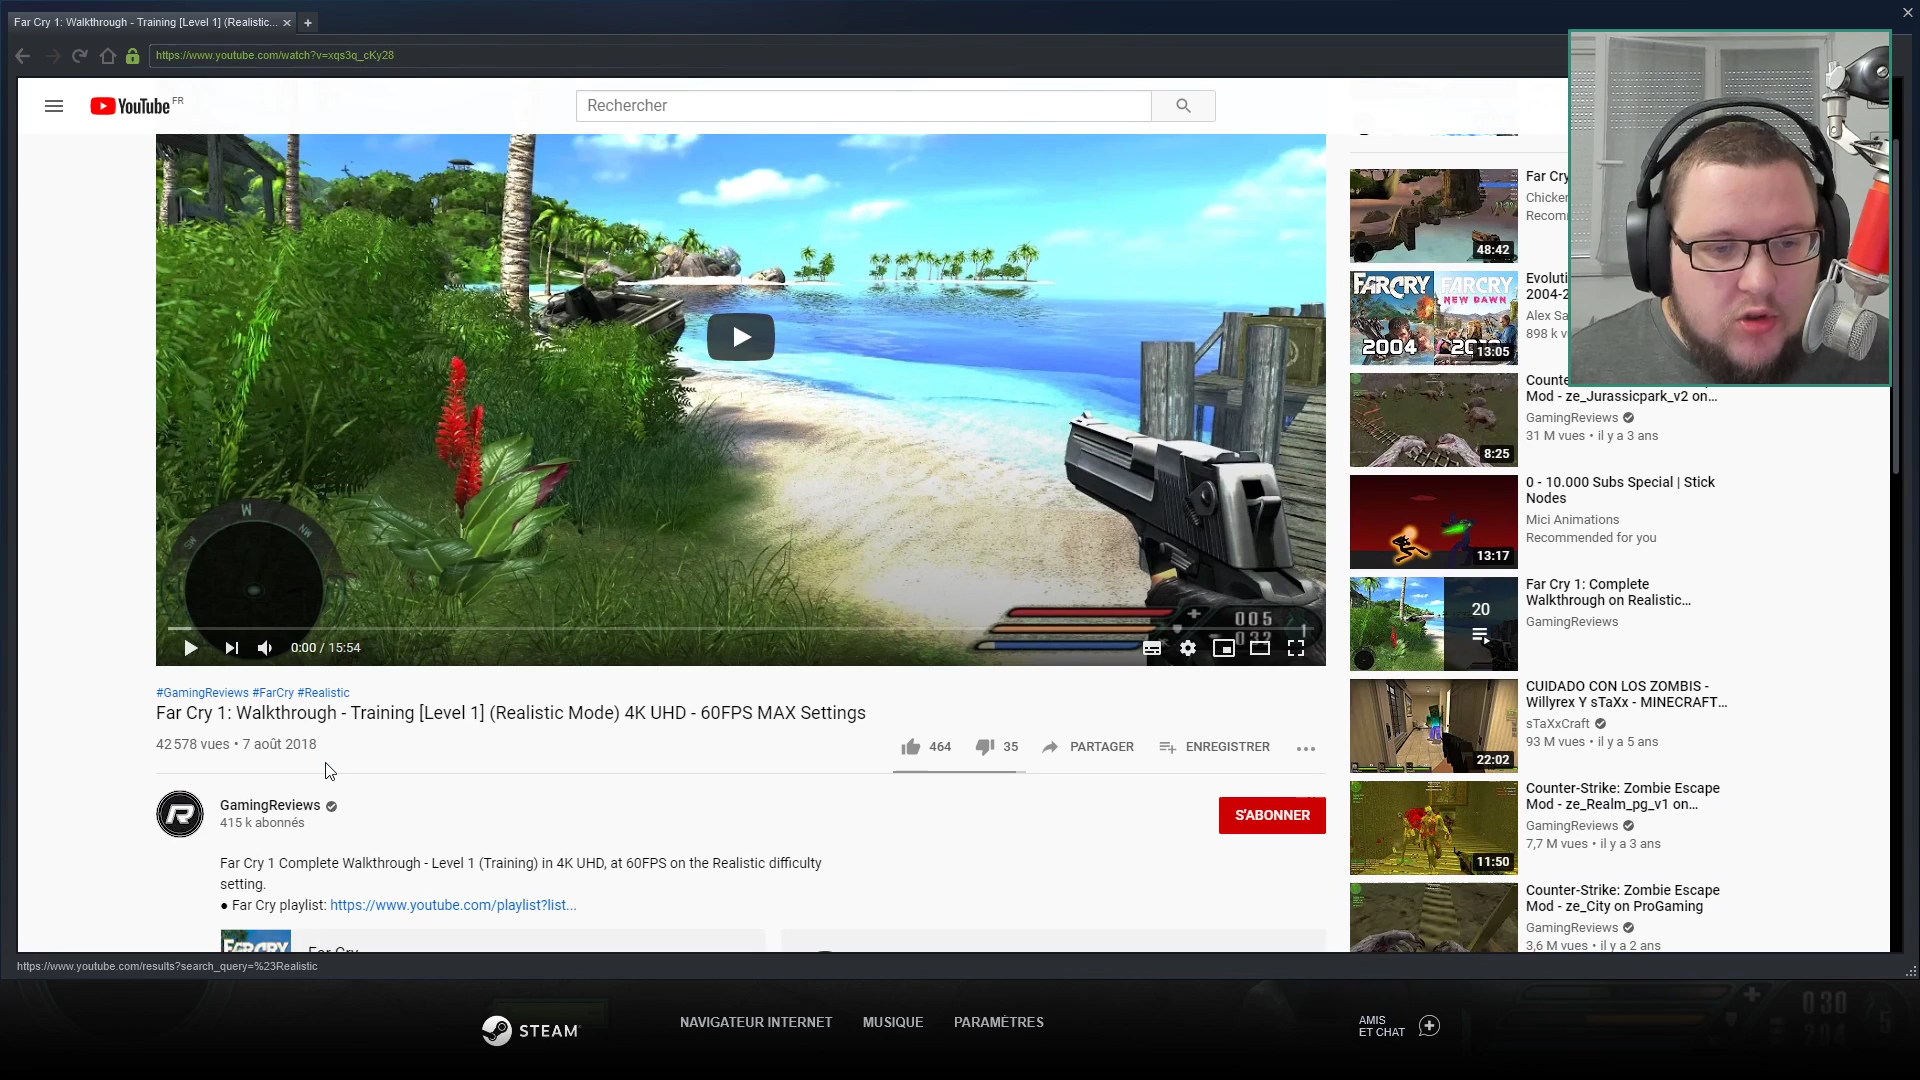 Far Cry 1: Walkthrough - Training [Level 1] (Realistic...
https://www.youtube.com/watch?v=xqs3q_cKy28
YouTube FR
Rechercher
0:00 / 15:54
005
#GamingReviews #FarCry #Realistic
Far Cry 1: Walkthrough - Training [Level 1] (Realistic Mode) 4K UHD - 60FPS MAX Settings
42 578 vues • 7 août 2018
464
35
PARTAGER
ENREGISTRER
GamingReviews
415 k abonnés
S'ABONNER
Far Cry 1 Complete Walkthrough - Level 1 (Training) in 4K UHD, at 60FPS on the Realistic difficulty
setting.
● Far Cry playlist: https://www.youtube.com/playlist?list...
FARCRY
Far Cry
48:42
Far Cry
FARCRY
FARCRY
NEW DAWN
2004
13:05
898 k
8:25
Mod - ze_Jurassicpark_v2 on...
GamingReviews
31 M vues • il y a 3 ans
13:17
0 - 10.000 Subs Special | Stick
Nodes
Mici Animations
Recommended for you
20
Far Cry 1: Complete
Walkthrough on Realistic...
GamingReviews
22:02
CUIDADO CON LOS ZOMBIS -
Willyrex Y sTaXx - MINECRAFT...
sTaXxCraft
93 M vues • il y a 5 ans
11:50
Counter-Strike: Zombie Escape
Mod - ze_Realm_pg_v1 on...
GamingReviews
7,7 M vues • il y a 3 ans
Counter-Strike: Zombie Escape
Mod - ze_City on ProGaming
GamingReviews
3,6 M vues • il y a 2 ans
https://www.youtube.com/results?search_query=%23Realistic
STEAM
NAVIGATEUR INTERNET
MUSIQUE
PARAMÈTRES
AMIS
ET CHAT
030